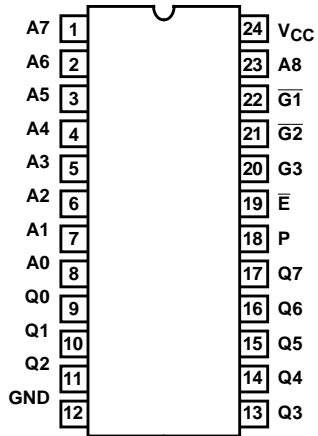 A7 1 24 VCC
A6 2 23 A8
A5 3 22 G1
A4 4 21 G2
A3 5 20 G3
A2 6 19 E
A1 7 18 P
A0 8 17 Q7
Q0 9 16 Q6
Q1 10 15 Q5
Q2 11 14 Q4
GND 12 13 Q3